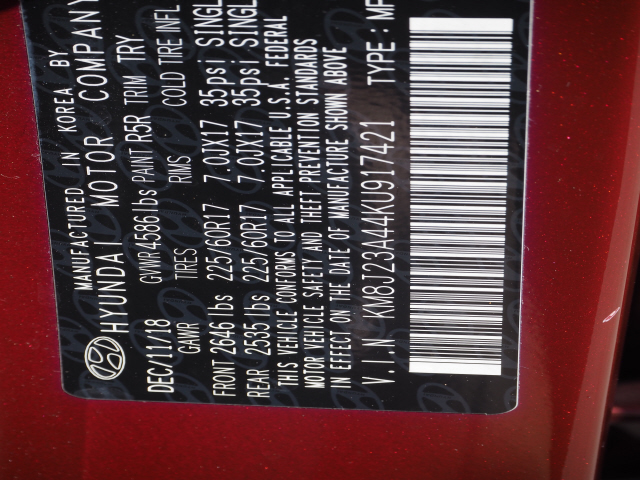 MANUFACTURED IN KOREA BY
HYUNDAI MOTOR COMPANY
DEC/11/18 GVWR 4586 lbs PAINT R5R TRIM TRY
GAWR TIRES RIMS COLD TIRE INFL
FRONT 2646 lbs 225/60R17 7.0JX17 35psi SINGL
REAR 2535 lbs 225/60R17 7.0JX17 35psi SINGL
THIS VEHICLE CONFORMS TO ALL APPLICABLE U.S.A. FEDERAL
MOTOR VEHICLE SAFETY AND THEFT PREVENTION STANDARDS
IN EFFECT ON THE DATE OF MANUFACTURE SHOWN ABOVE
V.I.N KM8J23A44KU917421 TYPE : MP